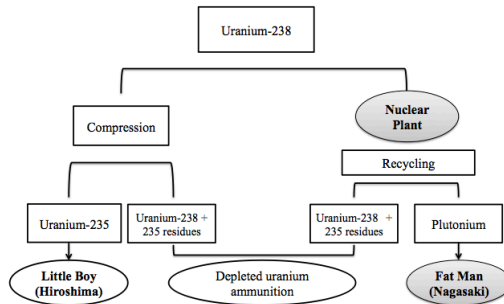 Uranium-238
Nuclear
Plant
Compression
Recycling
Uranium-235
Uranium-238 +
235 residues
Uranium-238 +
235 residues
Plutonium
Little Boy
(Hiroshima)
Depleted uranium
ammunition
Fat Man
(Nagasaki)